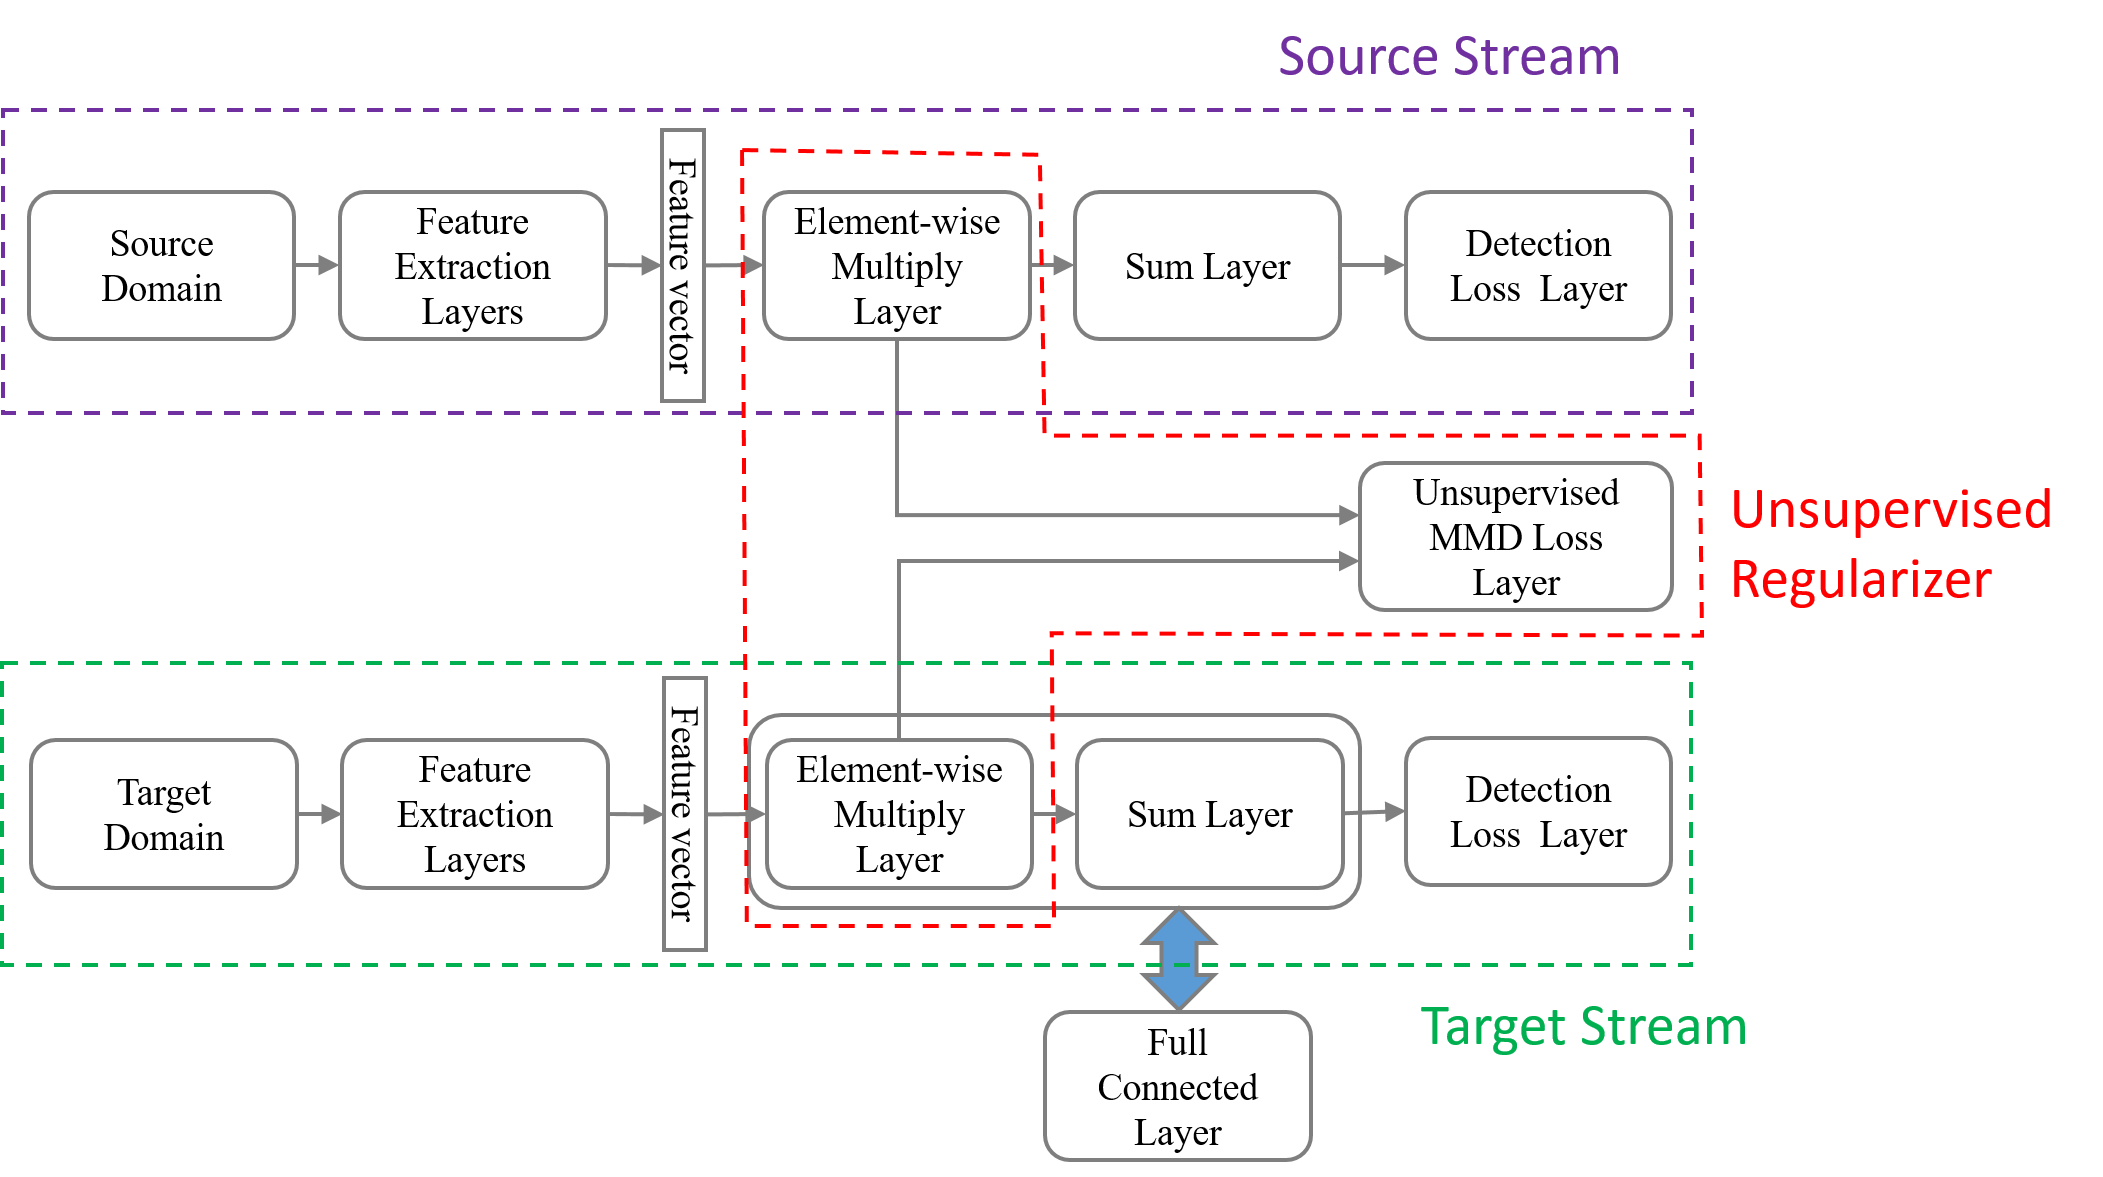 Source Stream
Source
Domain
Feature
Extraction
Layers
Feature vector
Element-wise
Multiply
Layer
Sum Layer
Detection
Loss Layer
Unsupervised
MMD Loss
Layer
Unsupervised
Regularizer
Target
Domain
Feature
Extraction
Layers
Feature vector
Element-wise
Multiply
Layer
Sum Layer
Detection
Loss Layer
Target Stream
Full
Connected
Layer